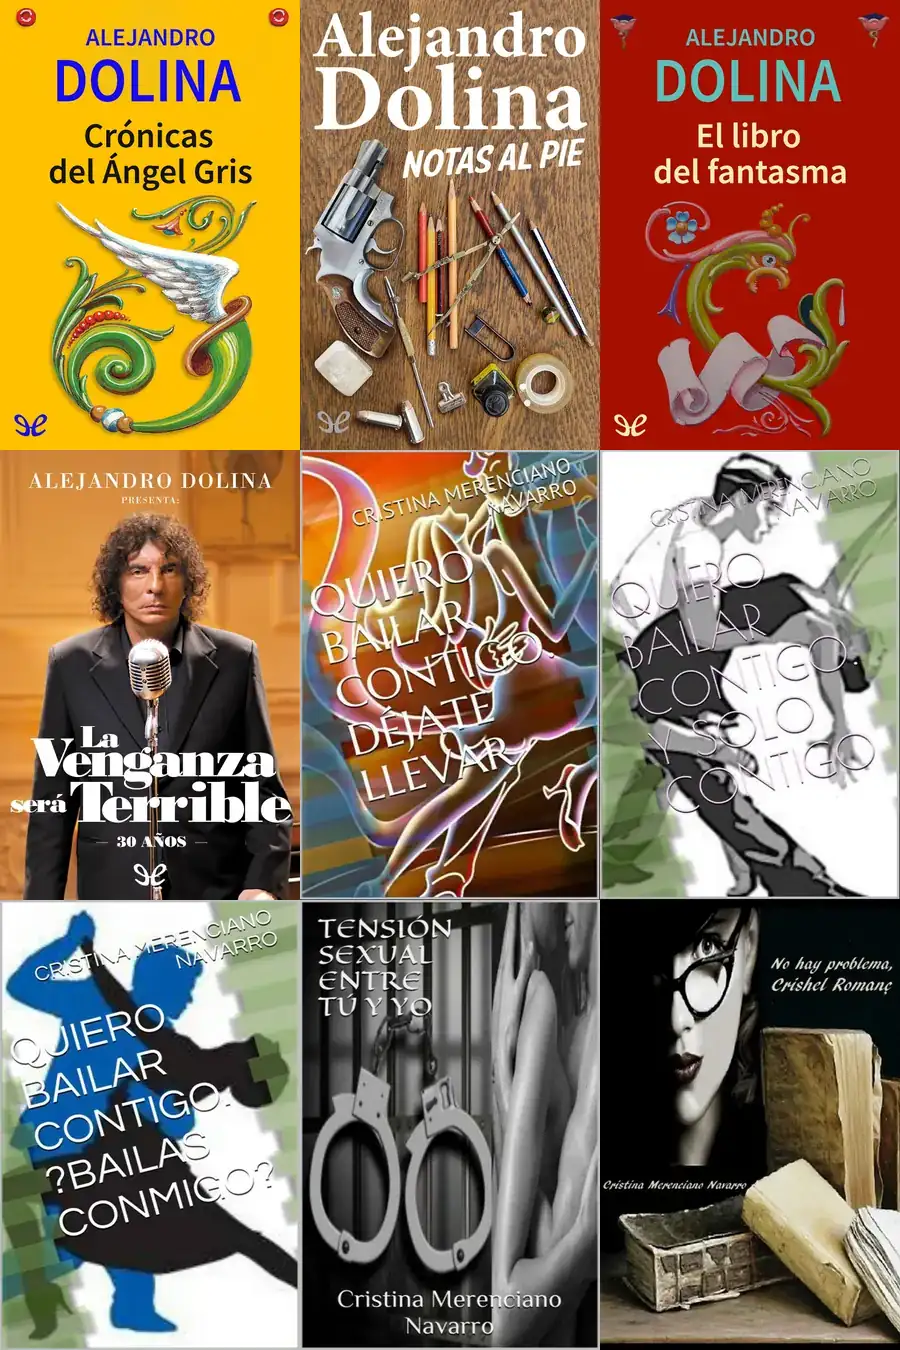 ALEJANDRO
DOLINA
Crónicas
del Ángel Gris
Alejandro
Dolina
NOTAS AL PIE
ALEJANDRO
DOLINA
El libro
del fantasma
ALEJANDRO DOLINA
PRESENTA:
La
Venganza
será Terrible
30 AÑOS
CRISTINA MERENCIANO
NAVARRO
QUIERO
BAILAR
CONTIGO.
DÉJATE
LLEVAR
CRISTINA MERENCIANO
NAVARRO
QUIERO
BAILAR
CONTIGO.
Y SOLO
CONTIGO
CRISTINA MERENCIANO
NAVARRO
QUIERO
BAILAR
CONTIGO.
?BAILAS
CONMIGO?
TENSIÓN
SEXUAL
ENTRE
TÚ Y YO
Cristina Merenciano
Navarro
No hay problema,
Crishel Romanç
Cristina Merenciano Navarro